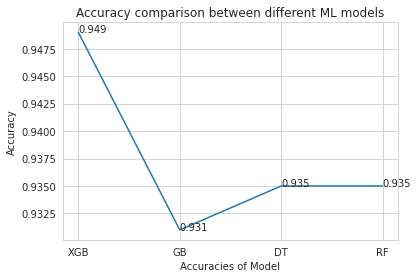 Accuracy comparison between different ML models
0.949
0.9475
0.9450
0.9425
0.9400
0.9375
0.9350
0.9325
Accuracy
0.931
0.935
0.935
XGB GB DT RF
Accuracies of Model